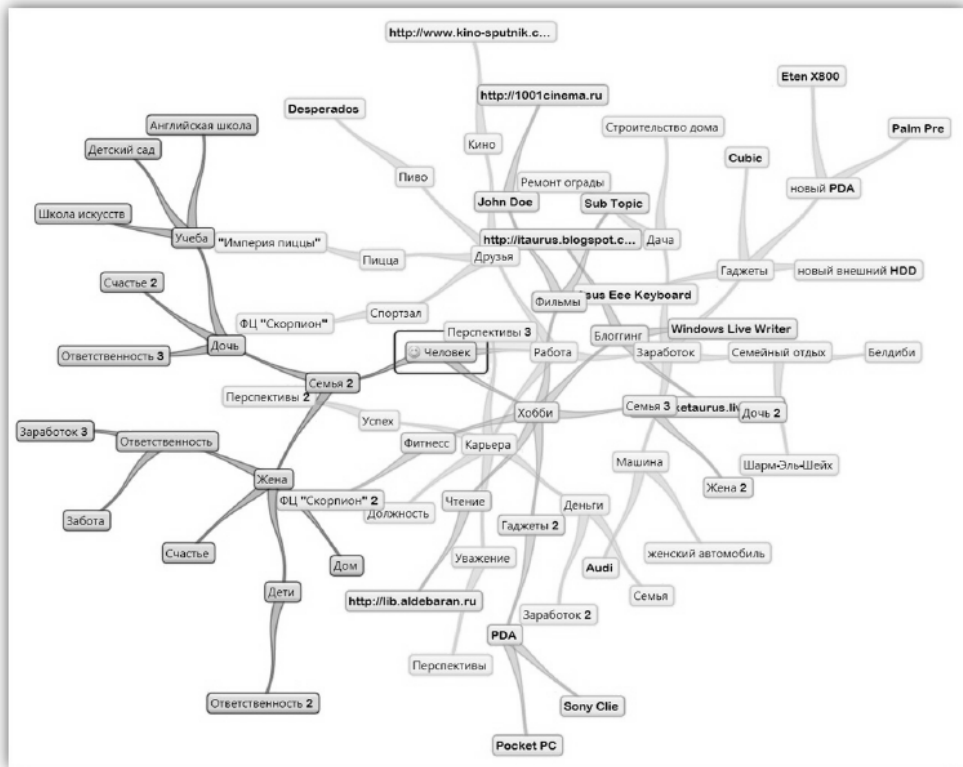 http://www.kino-sputnik.c...
Eten X800
http://1001cinema.ru
Desperados
Английская школа
Строительство дома
Palm Pre
Детский сад
Кино
Cubic
Пиво
Ремонт ограды
новый PDA
John Doe
Sub Topic
Школа искусств
Учеба
"Империя пиццы"
http://itaurus.blogspot.c...
Дача
Пицца
Друзья
Гаджеты
новый внешний HDD
Счастье 2
Фильмы
sus Eee Keyboard
Спортзал
ФЦ "Скорпион"
Перспективы 3
Блоггинг
Windows Live Writer
Дочь
Ответственность 3
Человек
Работа
Заработок
Семейный отдых
Белдиби
Семья 2
Перспективы 2
Семья 3
ketaurus.liv
Дочь 2
Хобби
Успех
Заработок 3
Ответственность
Фитнесс
Карьера
Машина
Шарм-Эль-Шейх
Жена
Жена 2
ФЦ "Скорпион" 2
Чтение
Деньги
Забота
Должность
Гаджеты 2
Счастье
Уважение
женский автомобиль
Дом
Audi
Дети
http://lib.aldebaran.ru
Семья
Заработок 2
PDA
Перспективы
Ответственность 2
Sony Clie
Pocket PC